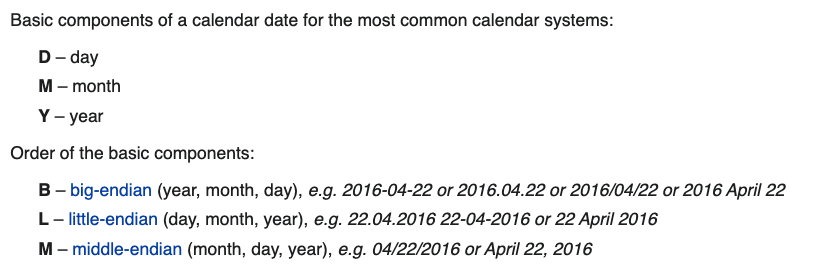 Basic components of a calendar date for the most common calendar systems:
D – day
M – month
Y – year
Order of the basic components:
B – big-endian (year, month, day), e.g. 2016-04-22 or 2016.04.22 or 2016/04/22 or 2016 April 22
L – little-endian (day, month, year), e.g. 22.04.2016 22-04-2016 or 22 April 2016
M – middle-endian (month, day, year), e.g. 04/22/2016 or April 22, 2016